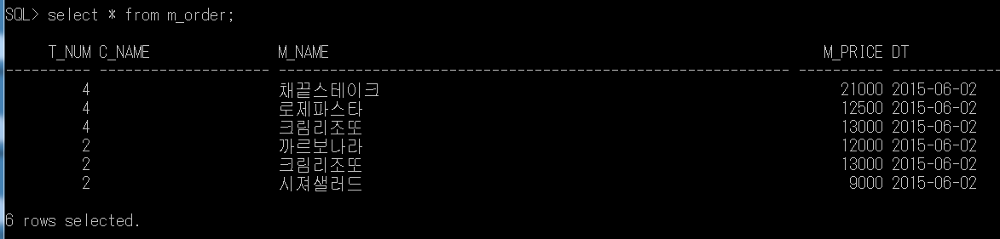 SQL> select * from m_order;
T_NUM C_NAME M_NAME M_PRICE DT
---------- -------------------- ------------------------------------------------------------ ---------- ------------
4 채끝스테이크 21000 2015-06-02
4 로제파스타 12500 2015-06-02
4 크림리조또 13000 2015-06-02
2 까르보나라 12000 2015-06-02
2 크림리조또 13000 2015-06-02
2 시져샐러드 9000 2015-06-02
6 rows selected.